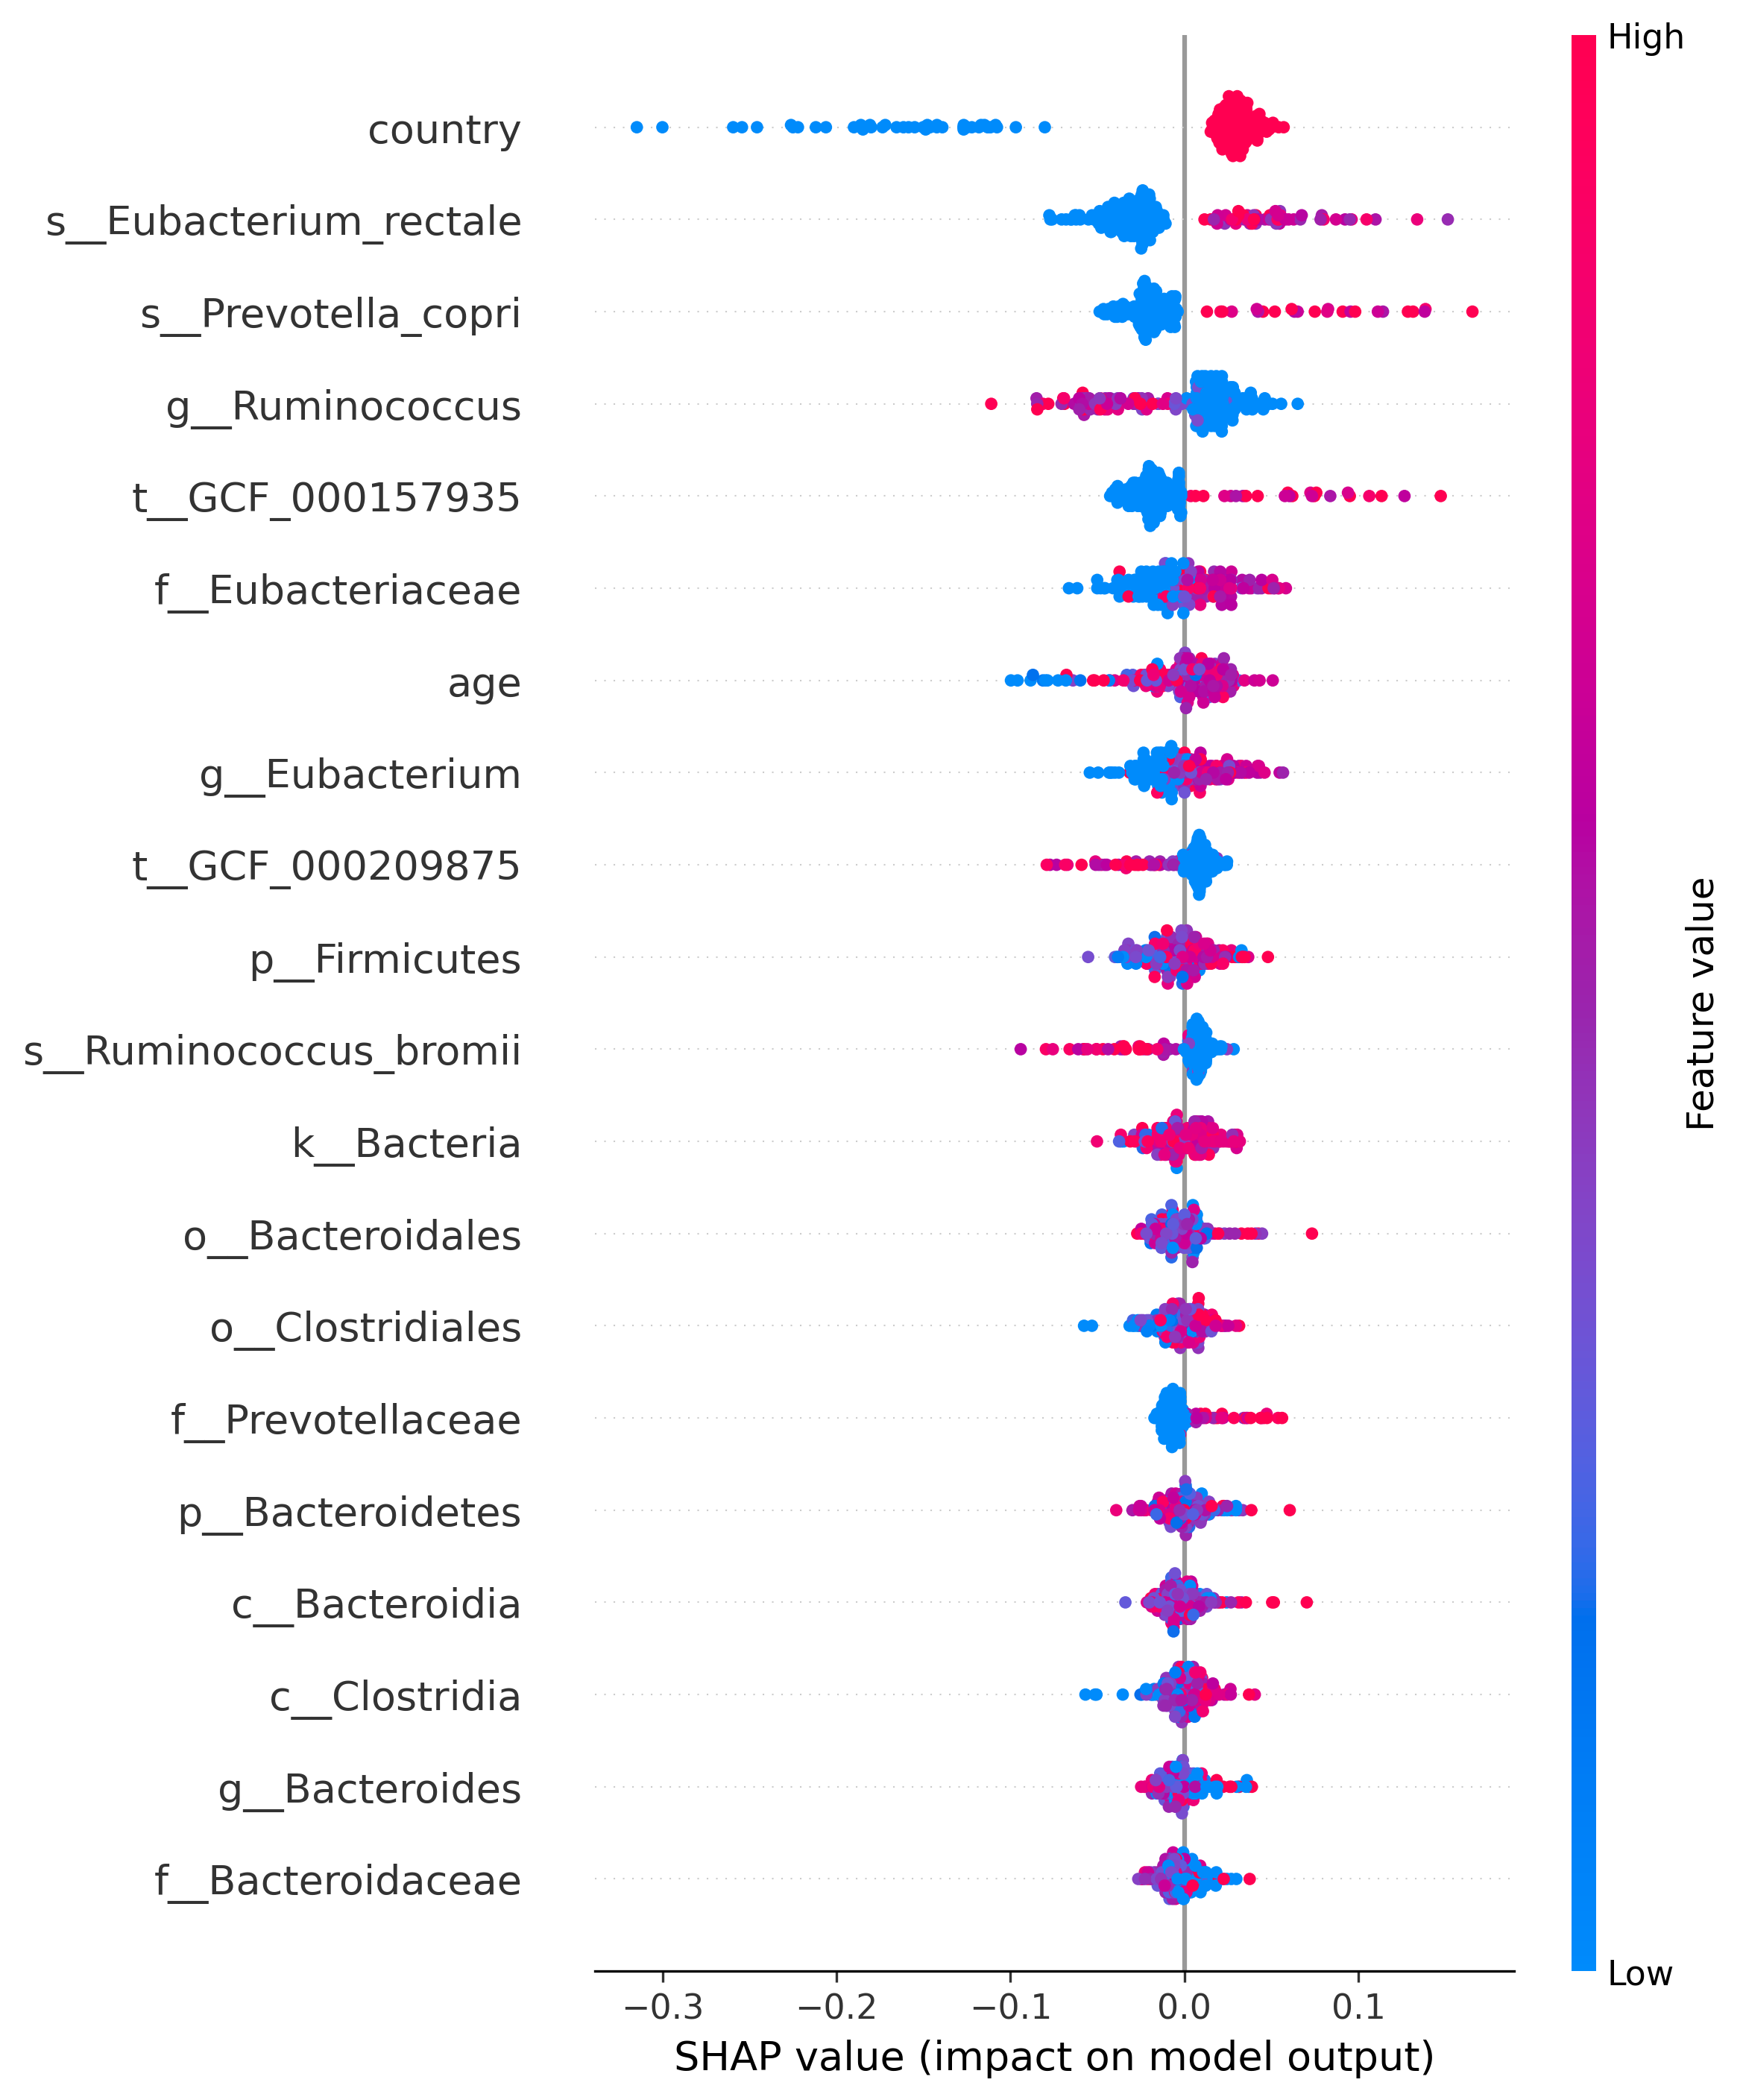 High
country
s__Eubacterium_rectale
s__Prevotella_copri
g__Ruminococcus
t__GCF_000157935
f__Eubacteriaceae
age
g__Eubacterium
t__GCF_000209875
p__Firmicutes
s__Ruminococcus_bromii
k__Bacteria
o__Bacteroidales
o__Clostridiales
f__Prevotellaceae
p__Bacteroidetes
c__Bacteroidia
c__Clostridia
g__Bacteroides
f__Bacteroidaceae
Feature value
Low
−0.3 −0.2 −0.1 0.0 0.1
SHAP value (impact on model output)